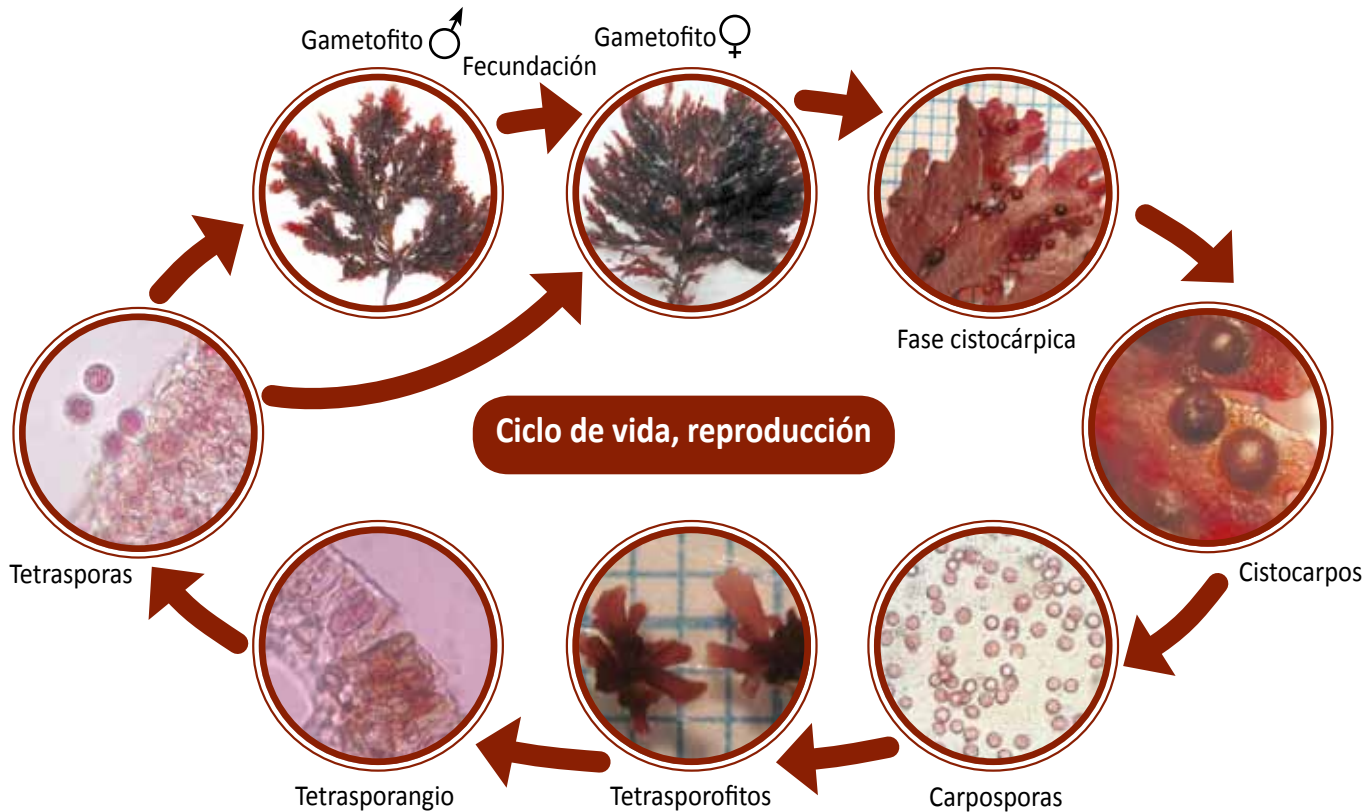 Gametofito ♂
Gametofito ♀
Fecundación
Fase cistocárpica
Ciclo de vida, reproducción
Tetrasporas
Cistocarpos
Tetrasporangio
Tetrasporofitos
Carposporas